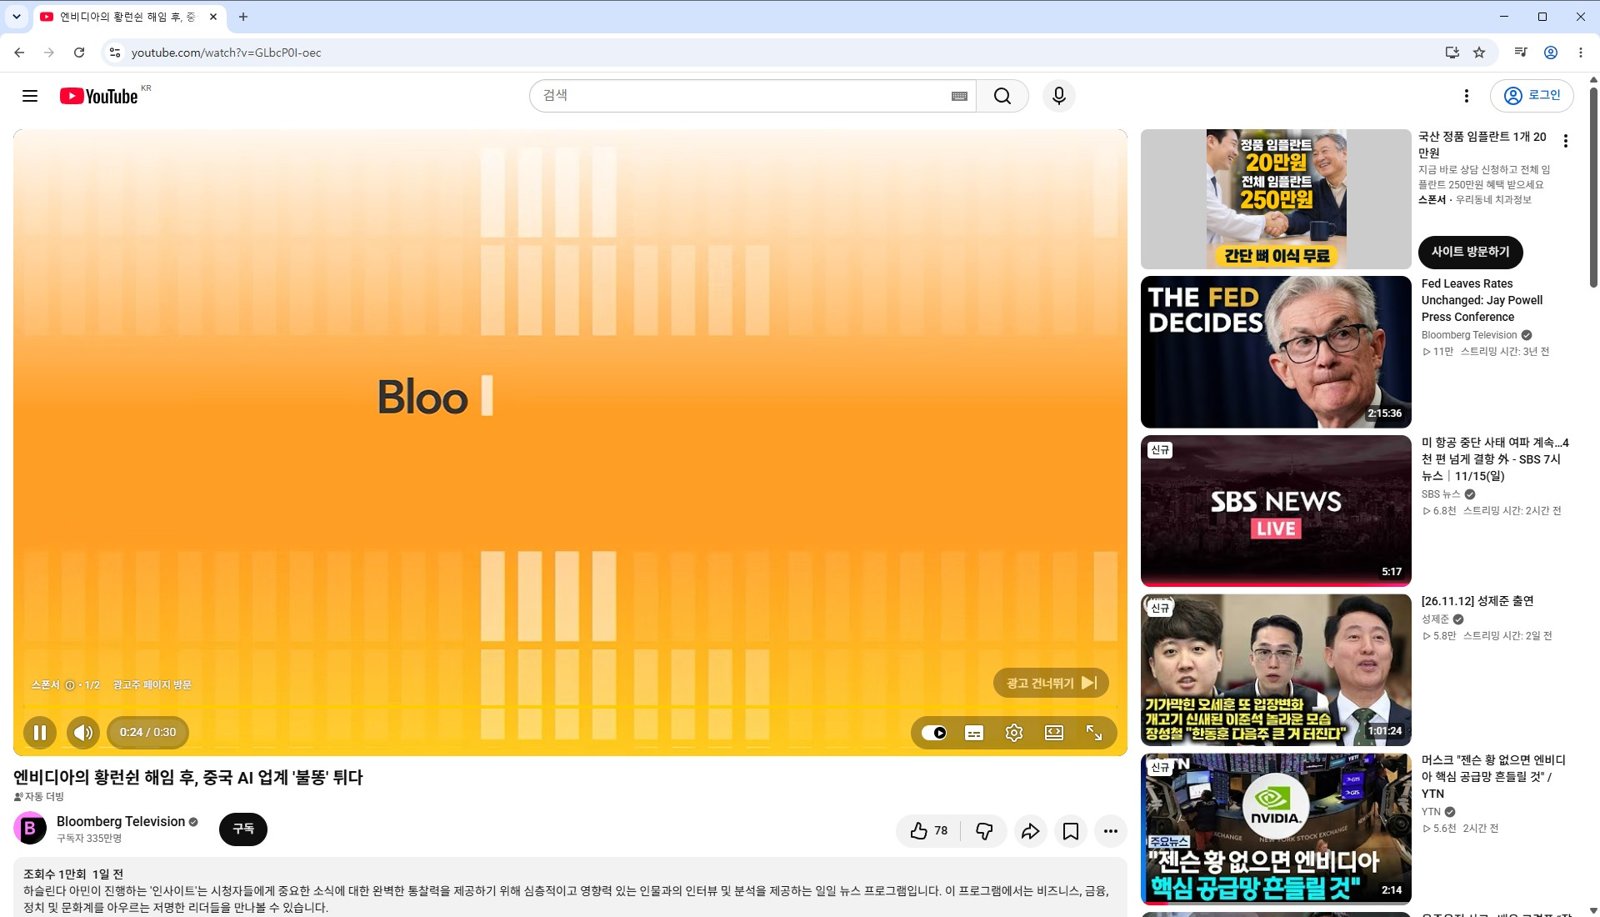 엔비디아의 황런쉰 해임 후, 중
youtube.com/watch?v=GLbcP0I-oec
YouTube KR
검색
로그인
Bloo
스폰서 · 1/2 광고주 페이지 방문
광고 건너뛰기
0:24 / 0:30
엔비디아의 황런쉰 해임 후, 중국 AI 업계 '불똥' 튀다
자동 더빙
B
Bloomberg Television
구독자 335만명
구독
78
조회수 1만회 1일 전
하슬린다 아민이 진행하는 '인사이트'는 시청자들에게 중요한 소식에 대한 완벽한 통찰력을 제공하기 위해 심층적이고 영향력 있는 인물과의 인터뷰 및 분석을 제공하는 일일 뉴스 프로그램입니다. 이 프로그램에서는 비즈니스, 금융,
정치 및 문화계를 아우르는 저명한 리더들을 만나볼 수 있습니다.
정품 임플란트
20만원
전체 임플란트
250만원
간단 뼈 이식 무료
국산 정품 임플란트 1개 20
만원
지금 바로 상담 신청하고 전체 임
플란트 250만원 혜택 받으세요
스폰서 · 우리동네 치과정보
사이트 방문하기
THE FED
DECIDES
2:15:36
Fed Leaves Rates
Unchanged: Jay Powell
Press Conference
Bloomberg Television
11만 스트리밍 시간: 3년 전
신규
SBS NEWS
LIVE
5:17
미 항공 중단 사태 여파 계속…4
천 편 넘게 결항 外 - SBS 7시
뉴스｜11/15(일)
SBS 뉴스
6.8천 스트리밍 시간: 2시간 전
신규
기가막힌 오세훈 또 입장변화
개고기 신새된 이준석 놀라운 모습
장성철 "한동훈 다음주 큰 거 터진다"
1:01:24
[26.11.12] 성제준 출연
성제준
5.8만 스트리밍 시간: 2일 전
신규
NVIDIA.
EXCHANGE
NEW YORK STOCK EXCHANGE
주요뉴스
"젠슨 황 없으면 엔비디아
핵심 공급망 흔들릴 것"
2:14
머스크 "젠슨 황 없으면 엔비디
아 핵심 공급망 흔들릴 것" /
YTN
YTN
5.6천 2시간 전